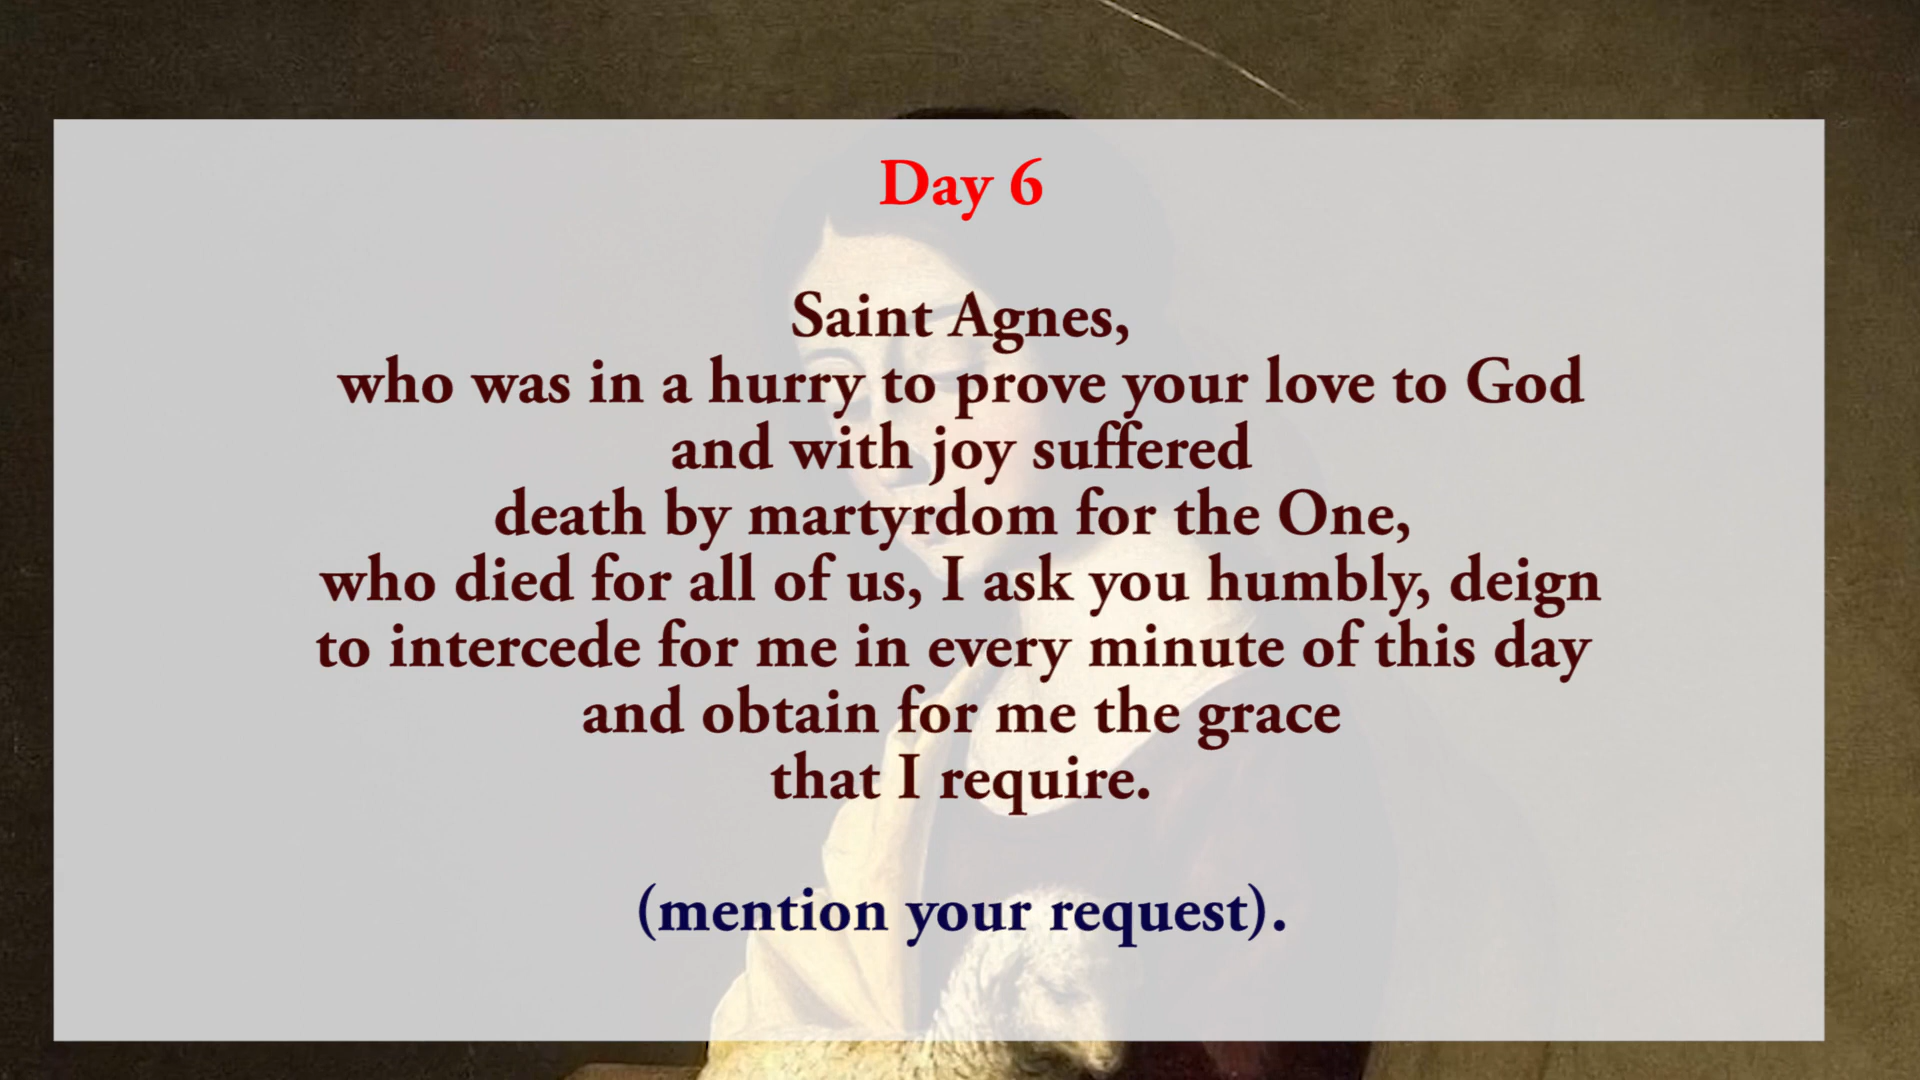 Day 6
Saint Agnes,
who was in a hurry to prove your love to God
and with joy suffered
death by martyrdom for the One,
who died for all of us, I ask you humbly, deign
to intercede for me in every minute of this day
and obtain for me the grace
that I require.
(mention your request).